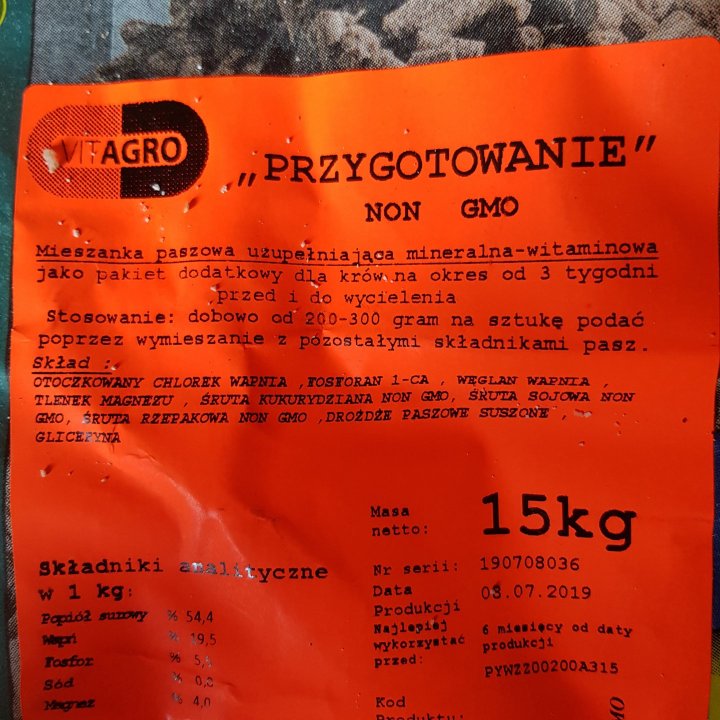 VITAGRO
„PRZYGOTOWANIE”
NON GMO
Mieszanka paszowa uzupełniająca mineralna-witaminowa
jako pakiet dodatkowy dla krów na okres od 3 tygodni
przed i do wycielenia
Stosowanie: dobowo od 200-300 gram na sztukę podać
poprzez wymieszanie z pozostałymi składnikami pasz.
Skład :
OTOCZKOWANY CHLOREK WAPNIA ,FOSFORAN 1-CA , WĘGLAN WAPNIA ,
TLENEK MAGNEZU , ŚRUTA KUKURYDZIANA NON GMO, ŚRUTA SOJOWA NON
GMO, ŚRUTA RZEPAKOWA NON GMO ,DROŻDŻE PASZOWE SUSZONE ,
GLICERYNA
Masa
netto: 15kg
Składniki analityczne
w 1 kg:
Popiół surowy % 54,4
Wapń % 19,5
Fosfor %
Sód %
Magnez % 4,0
Nr serii: 190708036
Data
Produkcji 08.07.2019
Najlepiej
wykorzystać
przed: 6 miesięcy od daty
produkcji
PYWZZ00200A315
Kod
Produktu: